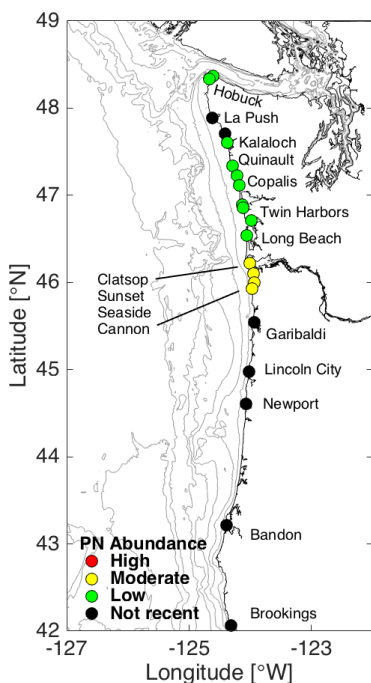 49
48
47
46
45
44
43
42
Latitude [°N]
Hobuck
La Push
Kalaloch
Quinault
Copalis
Twin Harbors
Long Beach
Clatsop
Sunset
Seaside
Cannon
Garibaldi
Lincoln City
Newport
Bandon
Brookings
PN Abundance
High
Moderate
Low
Not recent
-127 -125 -123
Longitude [°W]